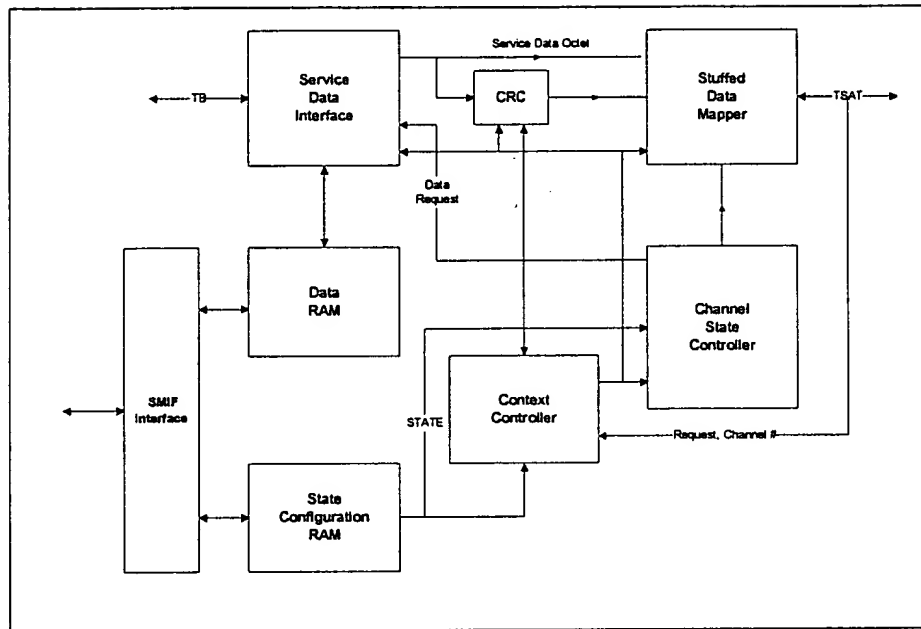 Service Data Octet
Service
Data
Interface
Stuffed
Data
Mapper
CRC
TB
TSAT
Data
Request
Data
RAM
Channel
State
Controller
SMIF
Interface
Context
Controller
STATE
Request, Channel #
State
Configuration
RAM